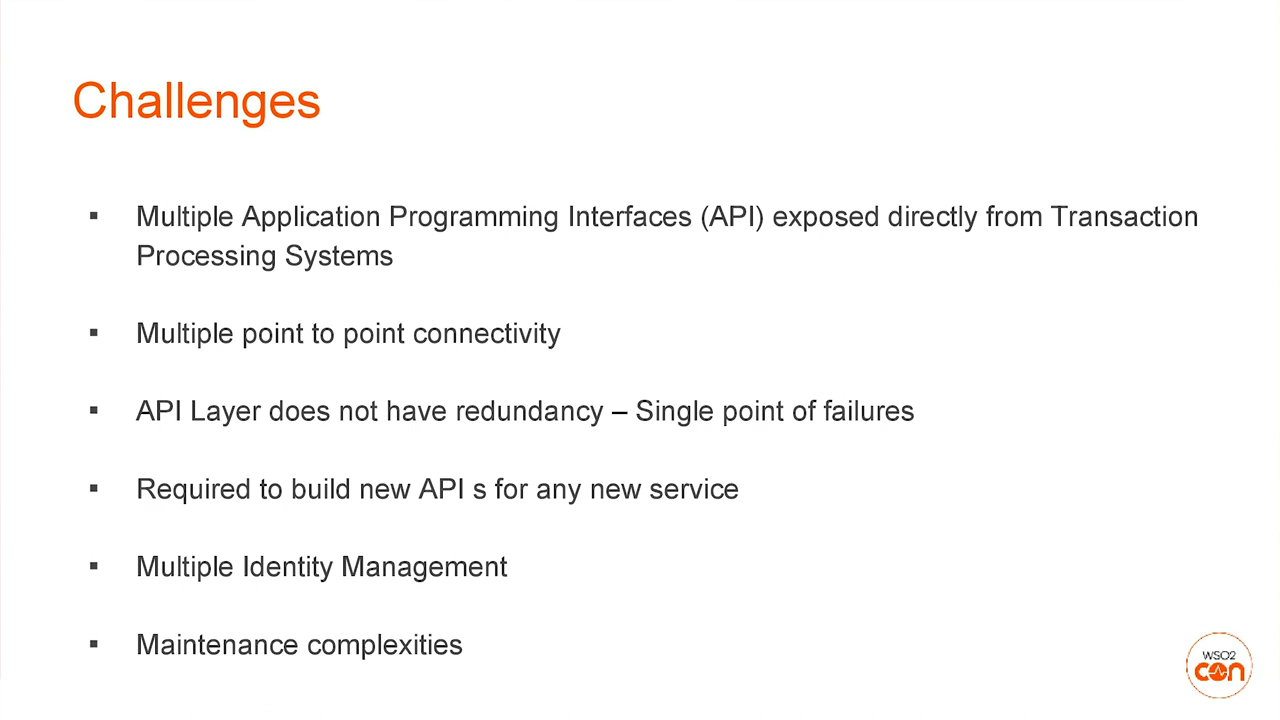 Challenges
▪ Multiple Application Programming Interfaces (API) exposed directly from Transaction
Processing Systems
▪ Multiple point to point connectivity
▪ API Layer does not have redundancy – Single point of failures
▪ Required to build new API s for any new service
▪ Multiple Identity Management
▪ Maintenance complexities
WSO2
con